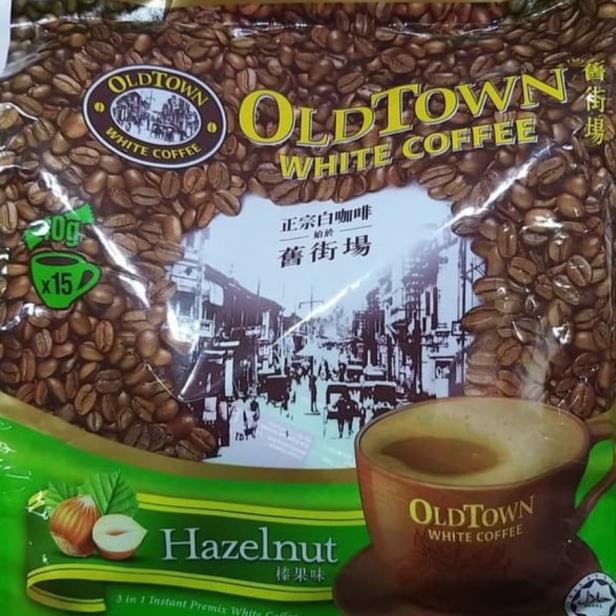 OLDTOWN
WHITE COFFEE
OLDTOWN
WHITE COFFEE
舊街場
正宗白咖啡
始於
舊街場
x15
OLDTOWN
WHITE COFFEE
Hazelnut
榛果味
3 in 1 Instant Premix White